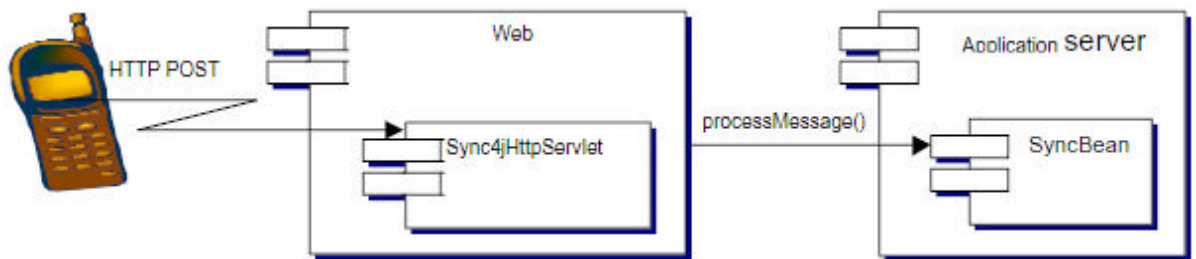 HTTP POST
Web
Sync4jHttpServlet
processMessage()
Application server
SyncBean